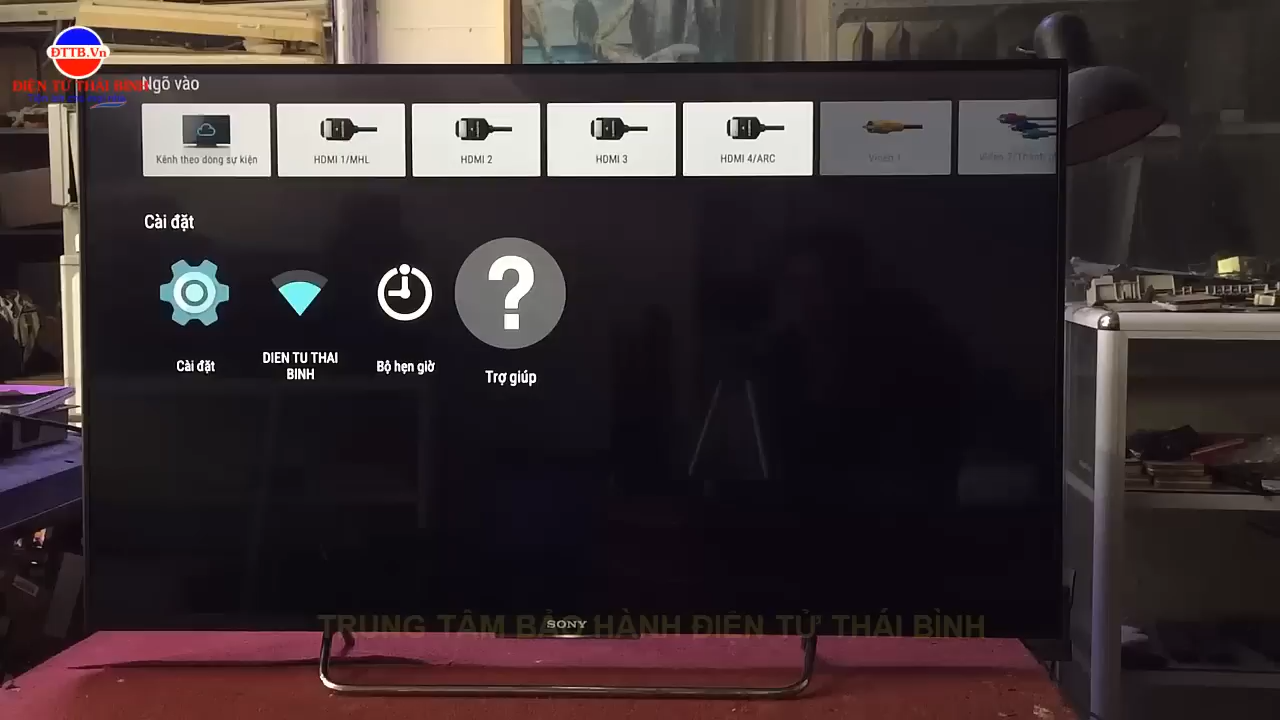 ĐTTB.Vn
ĐIỆN TỬ THÁI BÌNH
Ngõ vào
Kênh theo dòng sự kiện
HDMI 1/MHL
HDMI 2
HDMI 3
HDMI 4/ARC
Video 1
Cài đặt
Cài đặt
DIEN TU THAI
BINH
Bộ hẹn giờ
Trợ giúp
SONY
TRUNG TÂM BẢO HÀNH ĐIỆN TỬ THÁI BÌNH